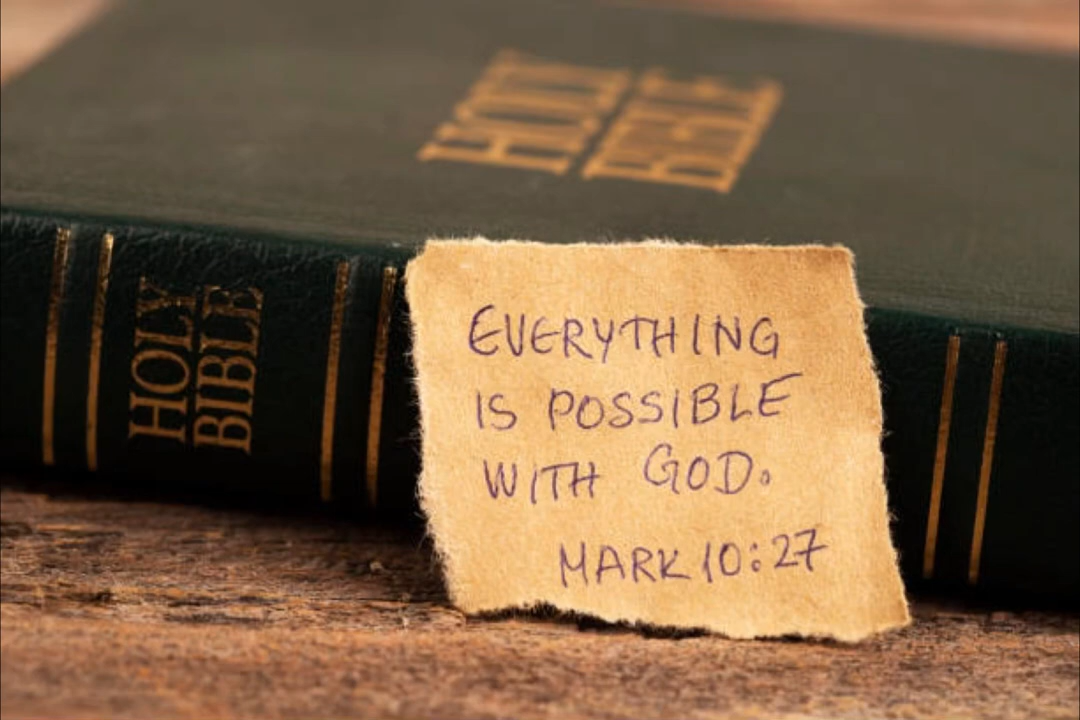 HOLY
BIBLE
HOLY
BIBLE
EVERYTHING
IS POSSIBLE
WITH GOD.
MARK 10:27